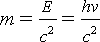 m = E/c² = hν/c²